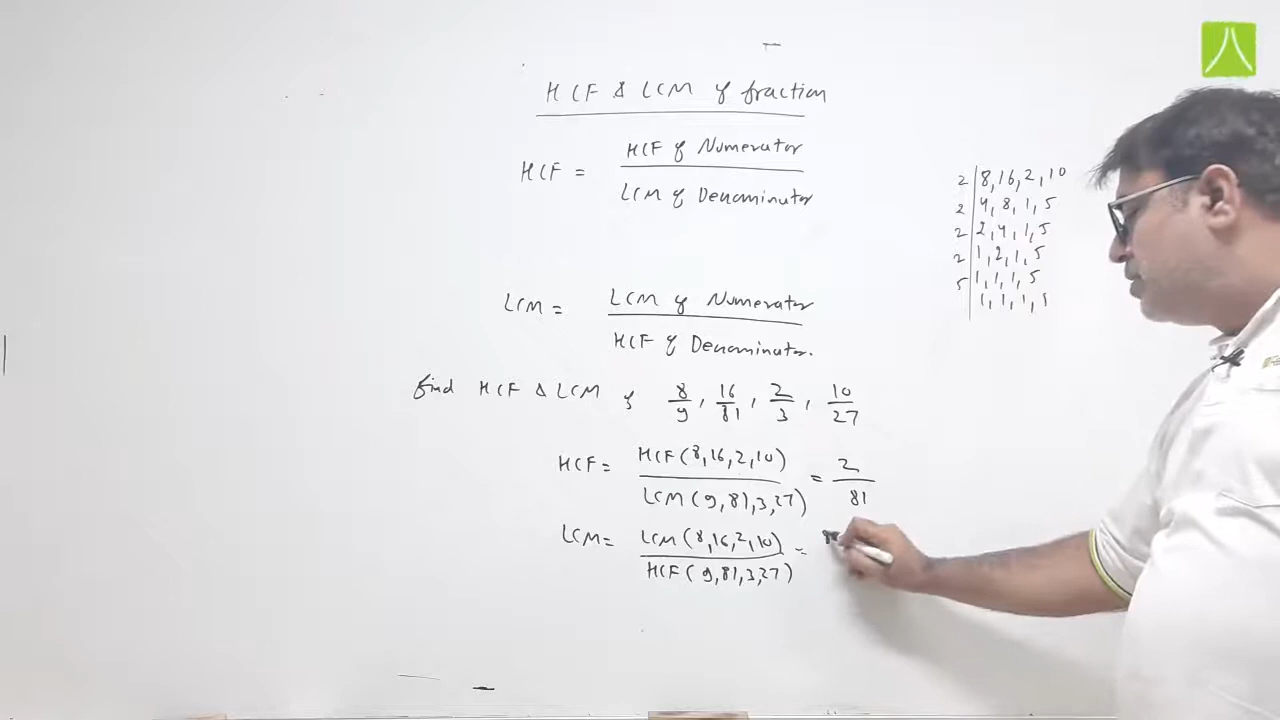 HCF & LCM of fraction
HCF = HCF of Numerator
LCM of Denominator
LCM = LCM of Numerator
HCF of Denominator.
find HCF & LCM of 8/9, 16/81, 2/3, 10/27
HCF = HCF(8,16,2,10) / LCM(9,81,3,27) = 2/81
LCM = LCM(8,16,2,10) / HCF(9,81,3,27) =
2 | 8,16,2,10
2 | 4,8,1,5
2 | 2,4,1,5
2 | 1,2,1,5
5 | 1,1,1,5
1,1,1,1